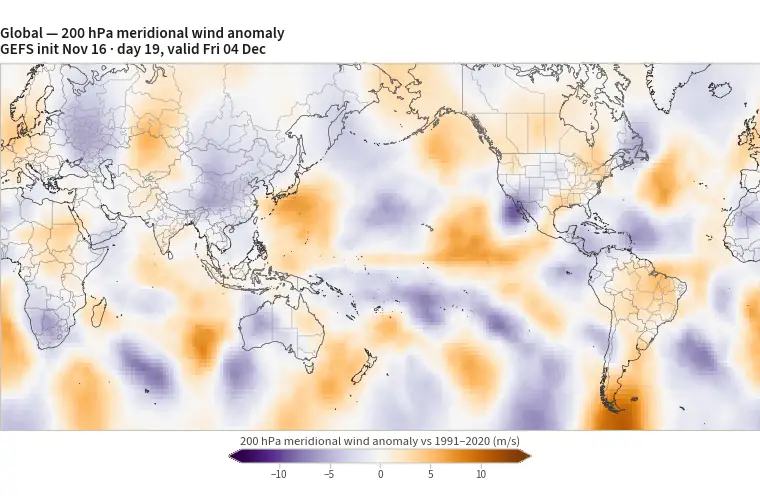 Global — 200 hPa meridional wind anomaly
GEFS init Nov 16 · day 19, valid Fri 04 Dec
200 hPa meridional wind anomaly vs 1991–2020 (m/s)
−10 −5 0 5 10